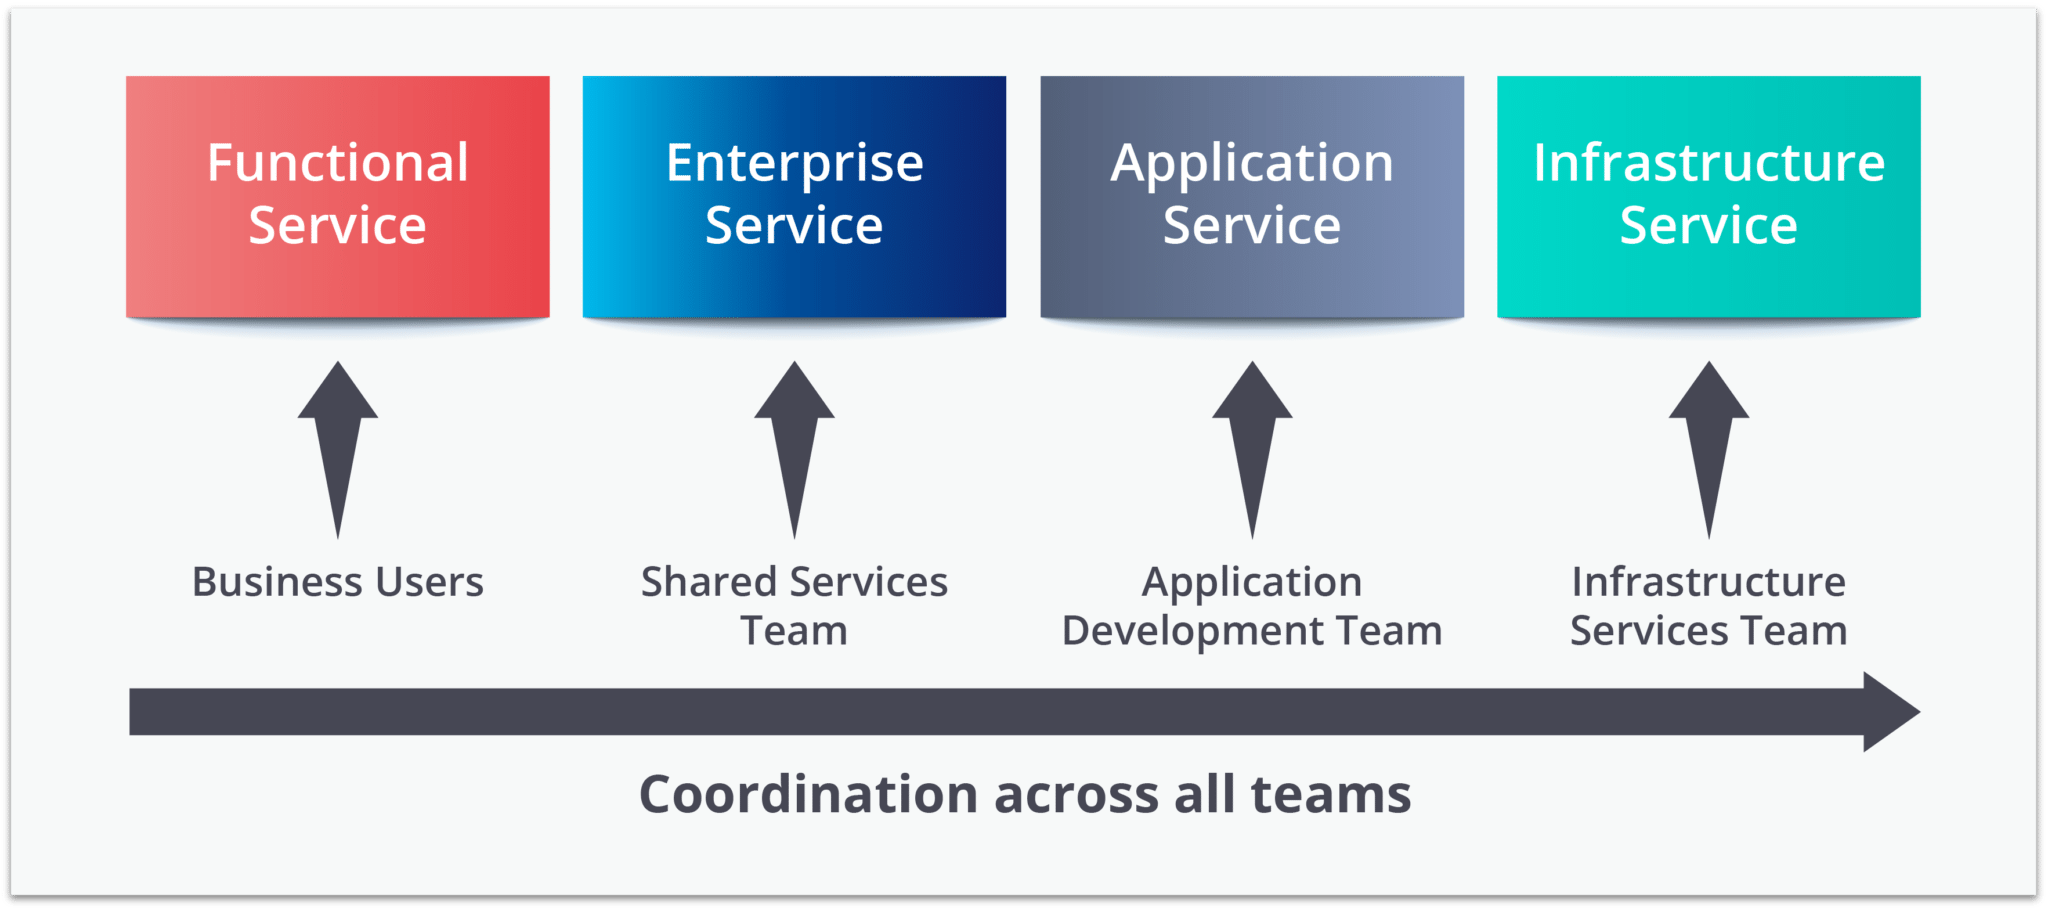 Functional
Service
Enterprise
Service
Application
Service
Infrastructure
Service
Business Users
Shared Services
Team
Application
Development Team
Infrastructure
Services Team
Coordination across all teams